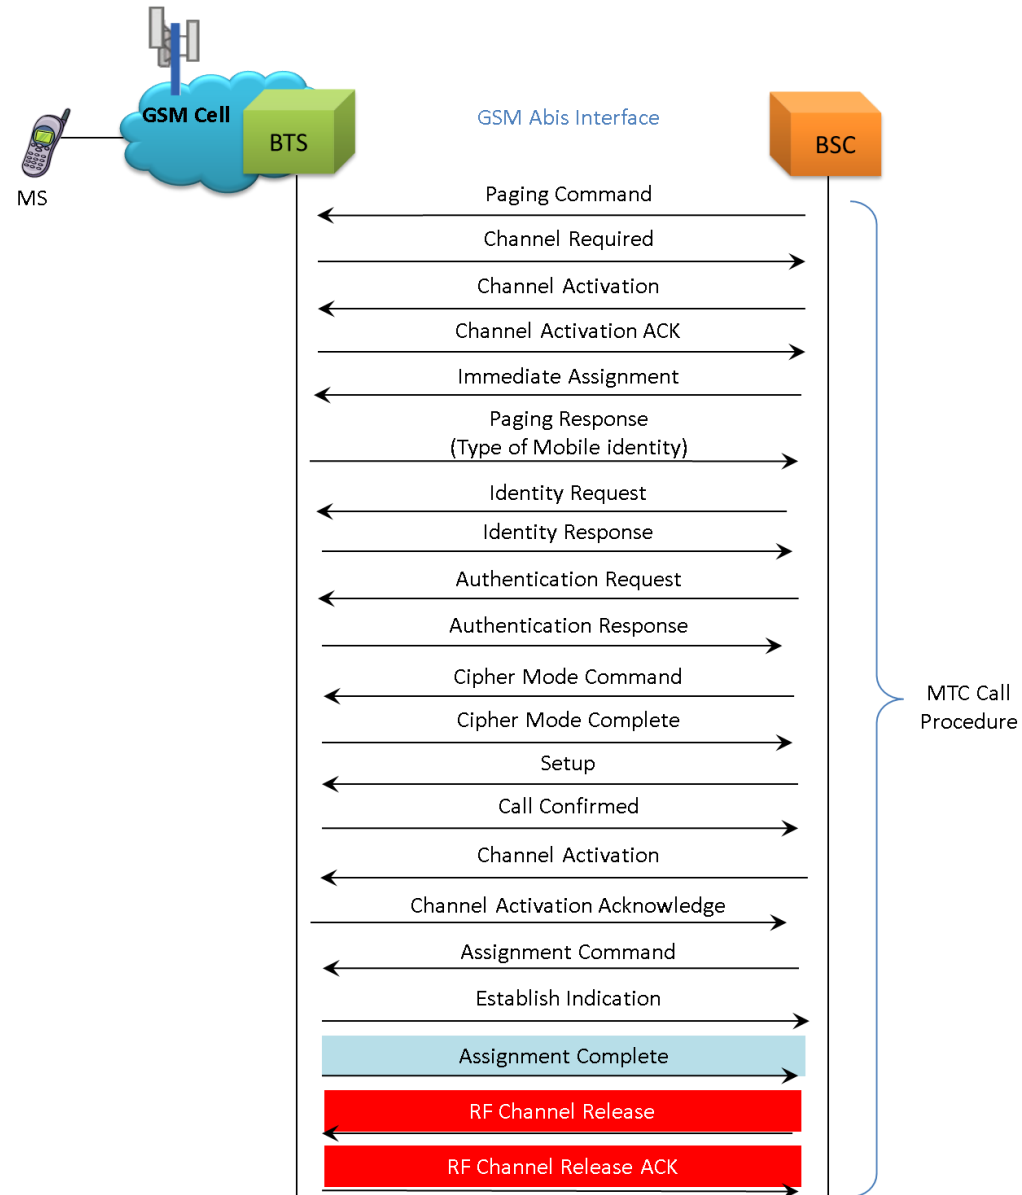 GSM Cell
BTS
GSM Abis Interface
BSC
MS
Paging Command
Channel Required
Channel Activation
Channel Activation ACK
Immediate Assignment
Paging Response
(Type of Mobile identity)
Identity Request
Identity Response
Authentication Request
Authentication Response
Cipher Mode Command
Cipher Mode Complete
MTC Call
Procedure
Setup
Call Confirmed
Channel Activation
Channel Activation Acknowledge
Assignment Command
Establish Indication
Assignment Complete
RF Channel Release
RF Channel Release ACK